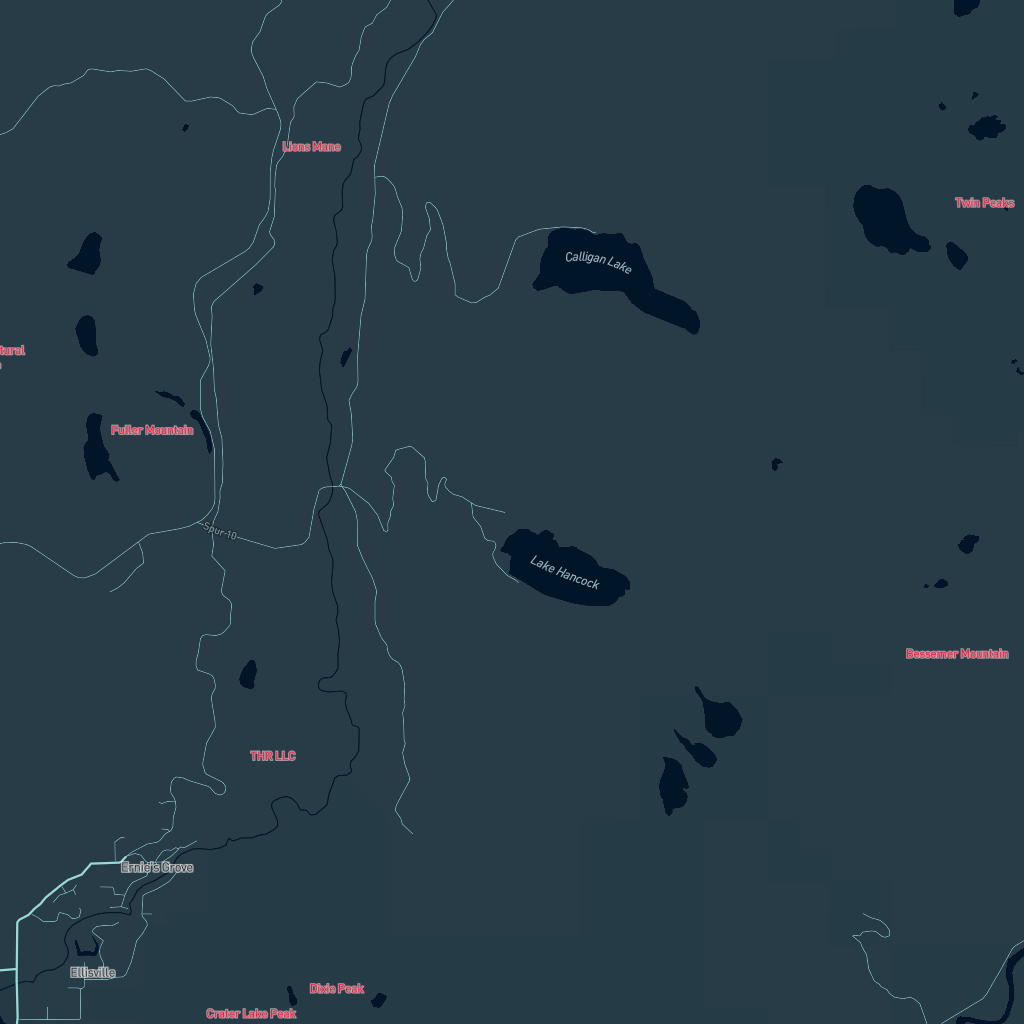 Lions Mane
Twin Peaks
Calligan Lake
tural
Fuller Mountain
Spur 10
Lake Hancock
Bessemer Mountain
THR LLC
Ernie's Grove
Ellisville
Dixie Peak
Crater Lake Peak